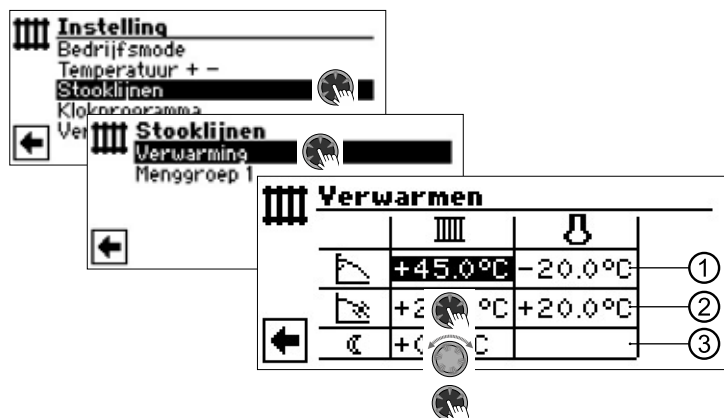 Instelling
Bedrijfsmode
Temperatuur + -
Stooklijnen
Klokprogramma
Stooklijnen
Verwarming
Menggroep 1
Verwarmen
+45.0°C -20.0°C 1
°C +20.0°C 2
3